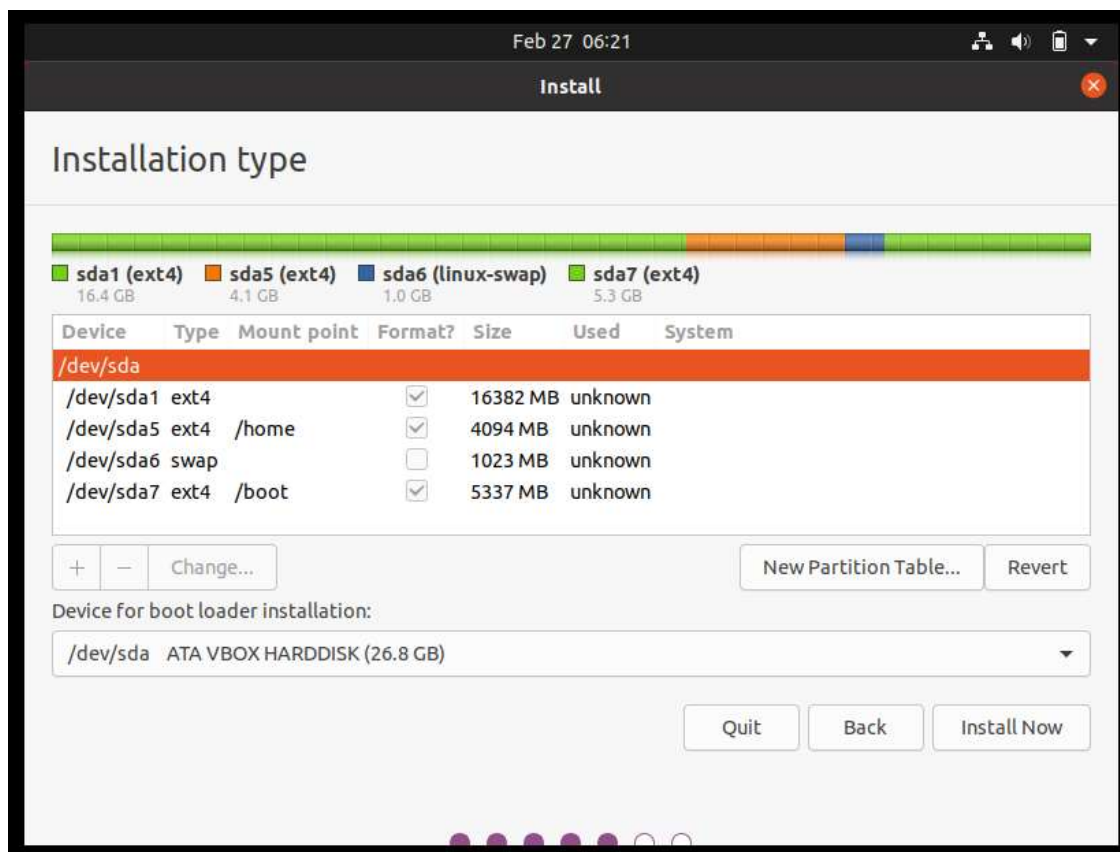 Feb 27 06:21
Install
Installation type
sda1 (ext4) sda5 (ext4) sda6 (linux-swap) sda7 (ext4)
16.4 GB 4.1 GB 1.0 GB 5.3 GB
Device Type Mount point Format? Size Used System
/dev/sda
/dev/sda1 ext4 16382 MB unknown
/dev/sda5 ext4 /home 4094 MB unknown
/dev/sda6 swap 1023 MB unknown
/dev/sda7 ext4 /boot 5337 MB unknown
+ − Change... New Partition Table... Revert
Device for boot loader installation:
/dev/sda ATA VBOX HARDDISK (26.8 GB)
Quit Back Install Now